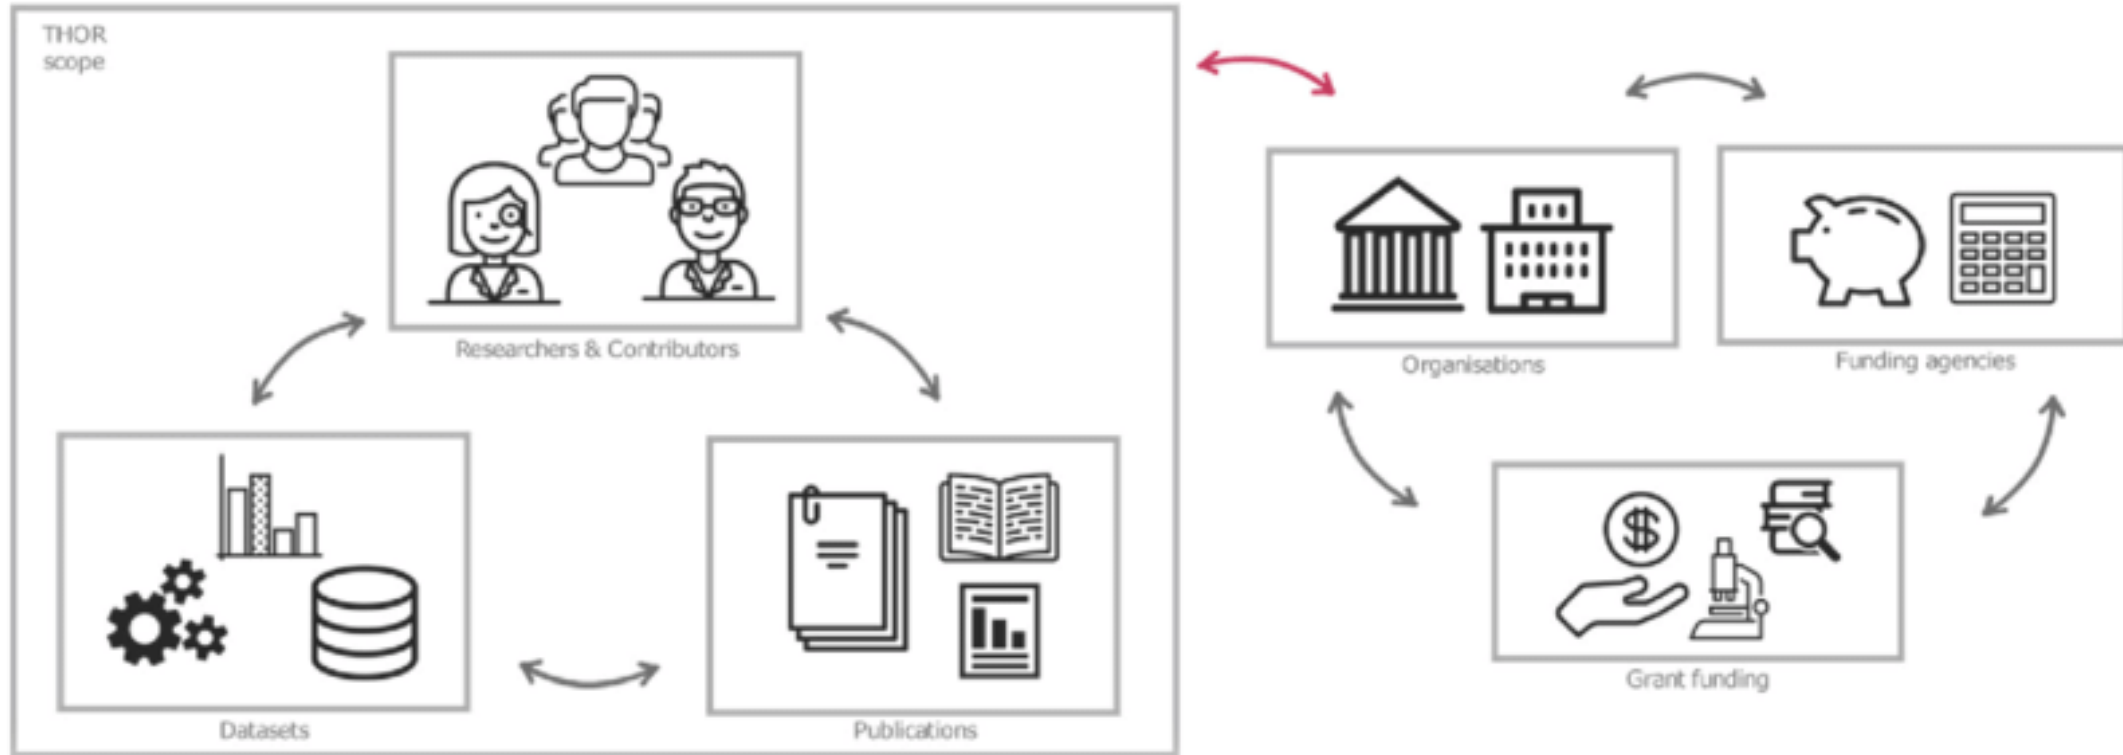 THOR
scope
Researchers & Contributors
Datasets
Publications
Organisations
Funding agencies
Grant funding
$